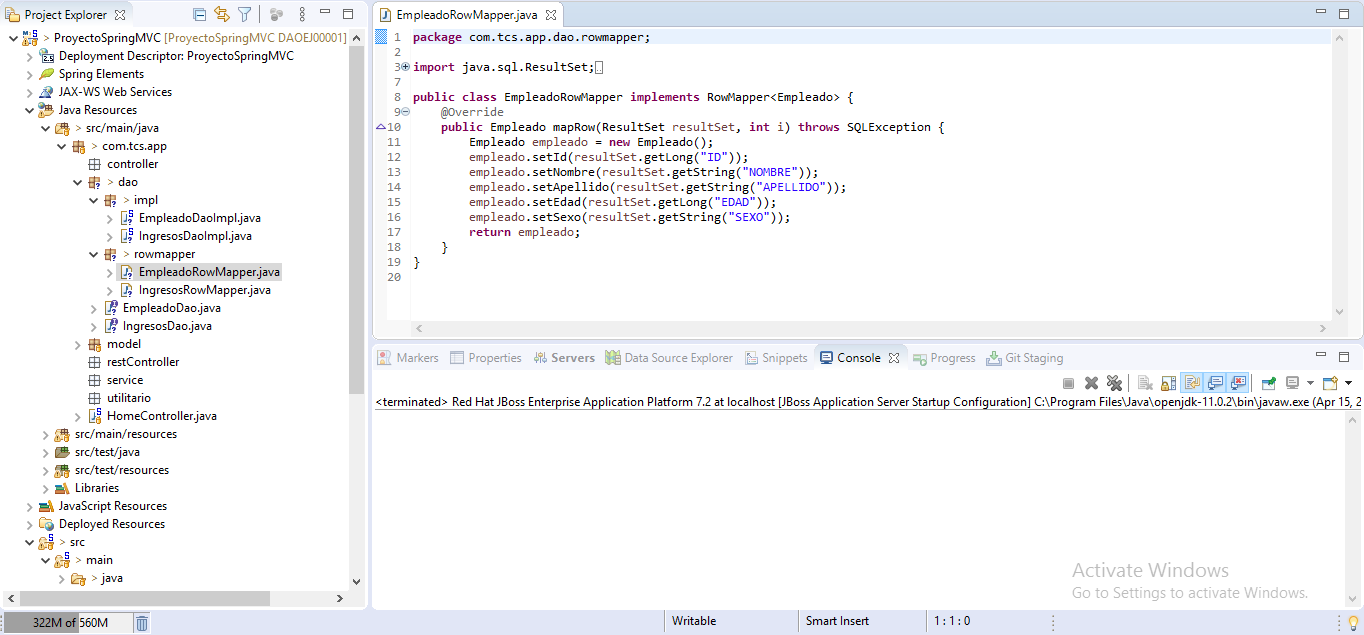 Project Explorer
ProyectoSpringMVC [ProyectoSpringMVC DAOEJ00001]
Deployment Descriptor: ProyectoSpringMVC
Spring Elements
JAX-WS Web Services
Java Resources
src/main/java
com.tcs.app
controller
dao
impl
EmpleadoDaoImpl.java
IngresosDaoImpl.java
rowmapper
EmpleadoRowMapper.java
IngresosRowMapper.java
EmpleadoDao.java
IngresosDao.java
model
restController
service
utilitario
HomeController.java
src/main/resources
src/test/java
src/test/resources
Libraries
JavaScript Resources
Deployed Resources
src
main
java
EmpleadoRowMapper.java
1 package com.tcs.app.dao.rowmapper;
2
3 import java.sql.ResultSet;
7
8 public class EmpleadoRowMapper implements RowMapper<Empleado> {
9 @Override
10 public Empleado mapRow(ResultSet resultSet, int i) throws SQLException {
11 Empleado empleado = new Empleado();
12 empleado.setId(resultSet.getLong("ID"));
13 empleado.setNombre(resultSet.getString("NOMBRE"));
14 empleado.setApellido(resultSet.getString("APELLIDO"));
15 empleado.setEdad(resultSet.getLong("EDAD"));
16 empleado.setSexo(resultSet.getString("SEXO"));
17 return empleado;
18 }
19 }
20
Markers Properties Servers Data Source Explorer Snippets Console Progress Git Staging
<terminated> Red Hat JBoss Enterprise Application Platform 7.2 at localhost [JBoss Application Server Startup Configuration] C:\Program Files\Java\openjdk-11.0.2\bin\javaw.exe (Apr 15, 2
Activate Windows
Go to Settings to activate Windows.
322M of 560M Writable Smart Insert 1 : 1 : 0